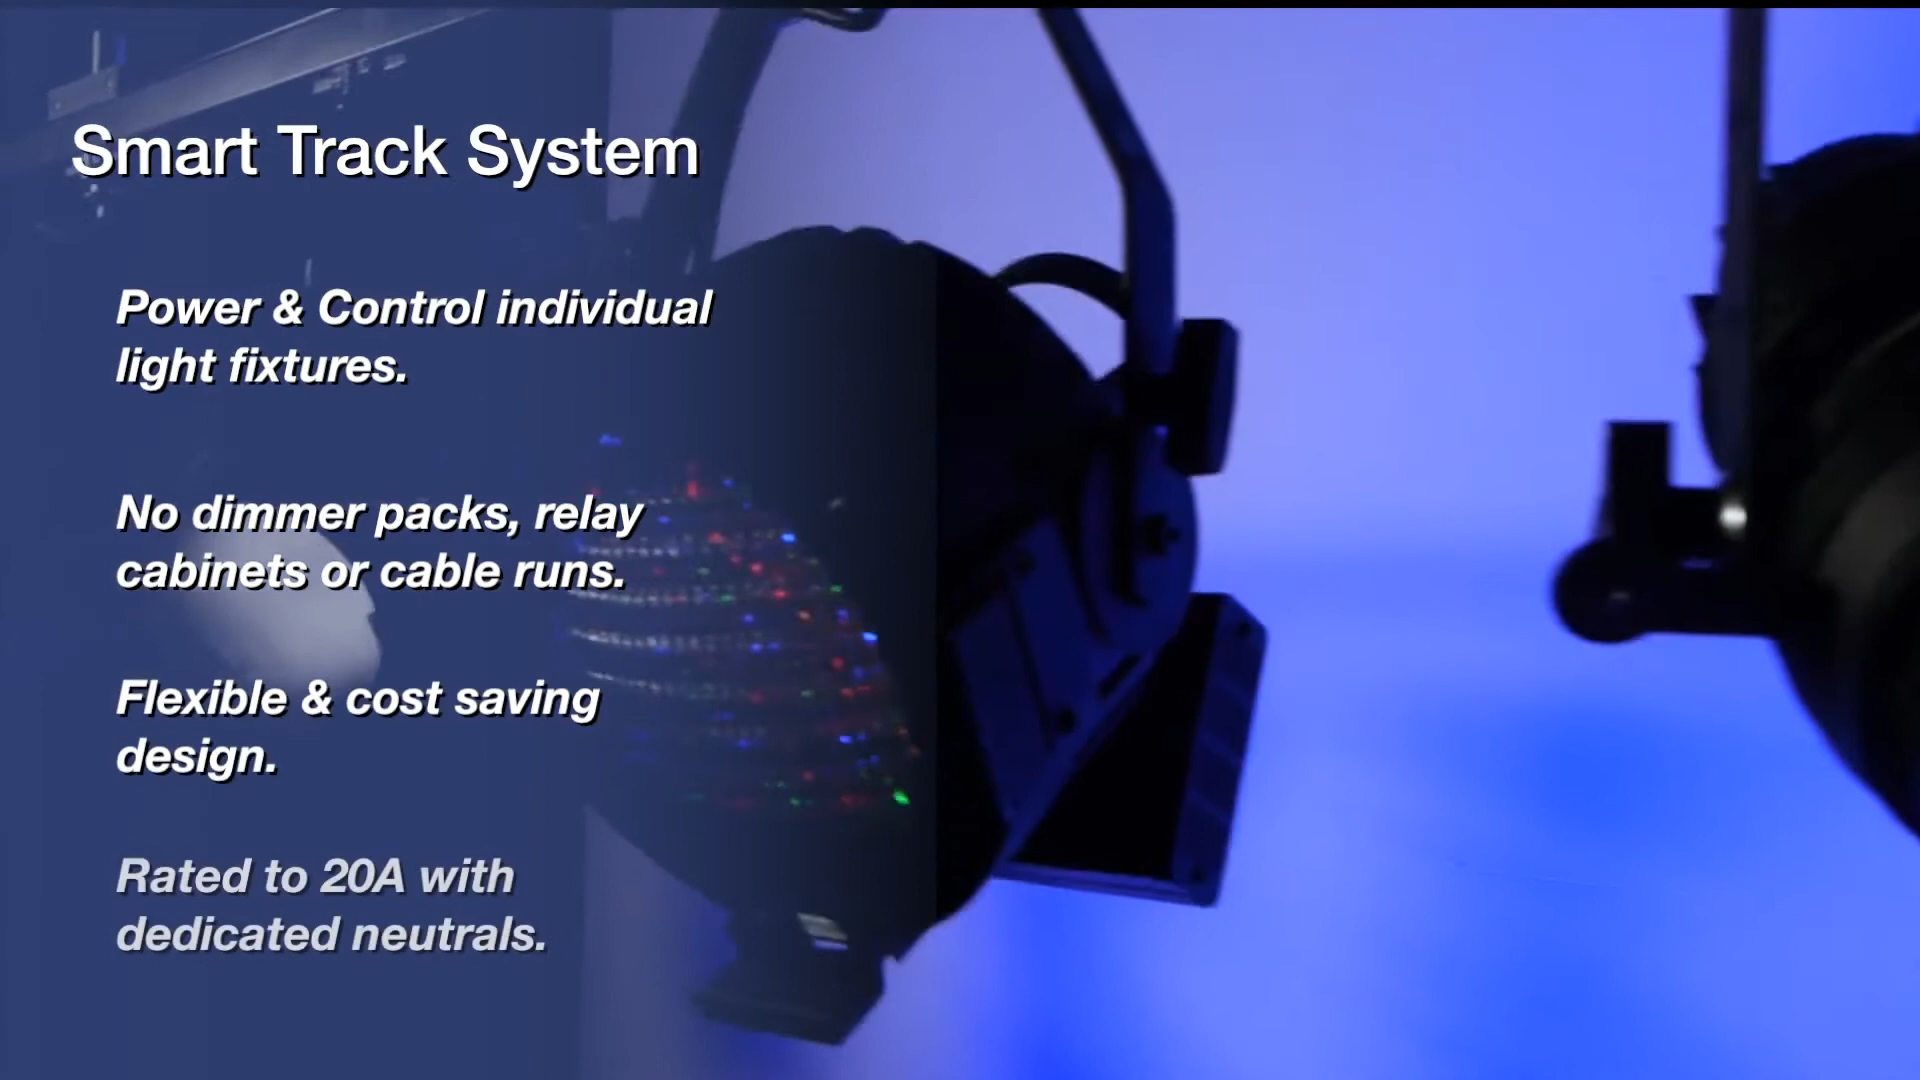 Smart Track System
Power & Control individual
light fixtures.
No dimmer packs, relay
cabinets or cable runs.
Flexible & cost saving
design.
Rated to 20A with
dedicated neutrals.